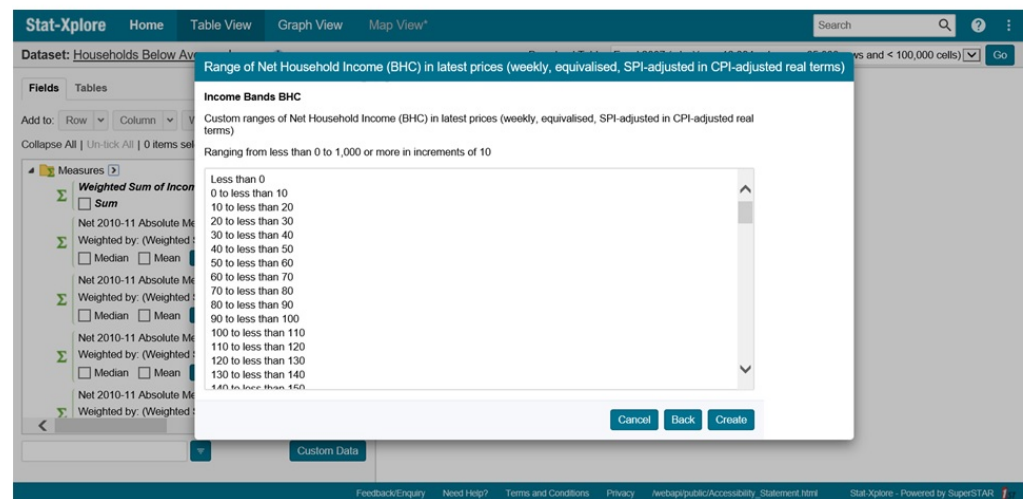 Stat-Xplore Home Table View Graph View Map View* Search
Dataset: Households Below Av
ws and < 100,000 cells) Go
Range of Net Household Income (BHC) in latest prices (weekly, equivalised, SPI-adjusted in CPI-adjusted real terms)
Fields Tables
Income Bands BHC
Add to: Row Column
Custom ranges of Net Household Income (BHC) in latest prices (weekly, equivalised, SPI-adjusted in CPI-adjusted real
terms)
Collapse All | Un-tick All | 0 items sel
Ranging from less than 0 to 1,000 or more in increments of 10
Measures
Weighted Sum of Incon
Sum
Net 2010-11 Absolute Me
Weighted by: (Weighted
Median Mean
Net 2010-11 Absolute Me
Weighted by: (Weighted
Median Mean
Net 2010-11 Absolute Me
Weighted by: (Weighted
Median Mean
Net 2010-11 Absolute Me
Weighted by: (Weighted
Less than 0
0 to less than 10
10 to less than 20
20 to less than 30
30 to less than 40
40 to less than 50
50 to less than 60
60 to less than 70
70 to less than 80
80 to less than 90
90 to less than 100
100 to less than 110
110 to less than 120
120 to less than 130
130 to less than 140
140 to less than 150
Cancel Back Create
Custom Data
Feedback/Enquiry Need Help? Terms and Conditions Privacy /webapi/public/Accessibility_Statement.html Stat-Xplore - Powered by SuperSTAR